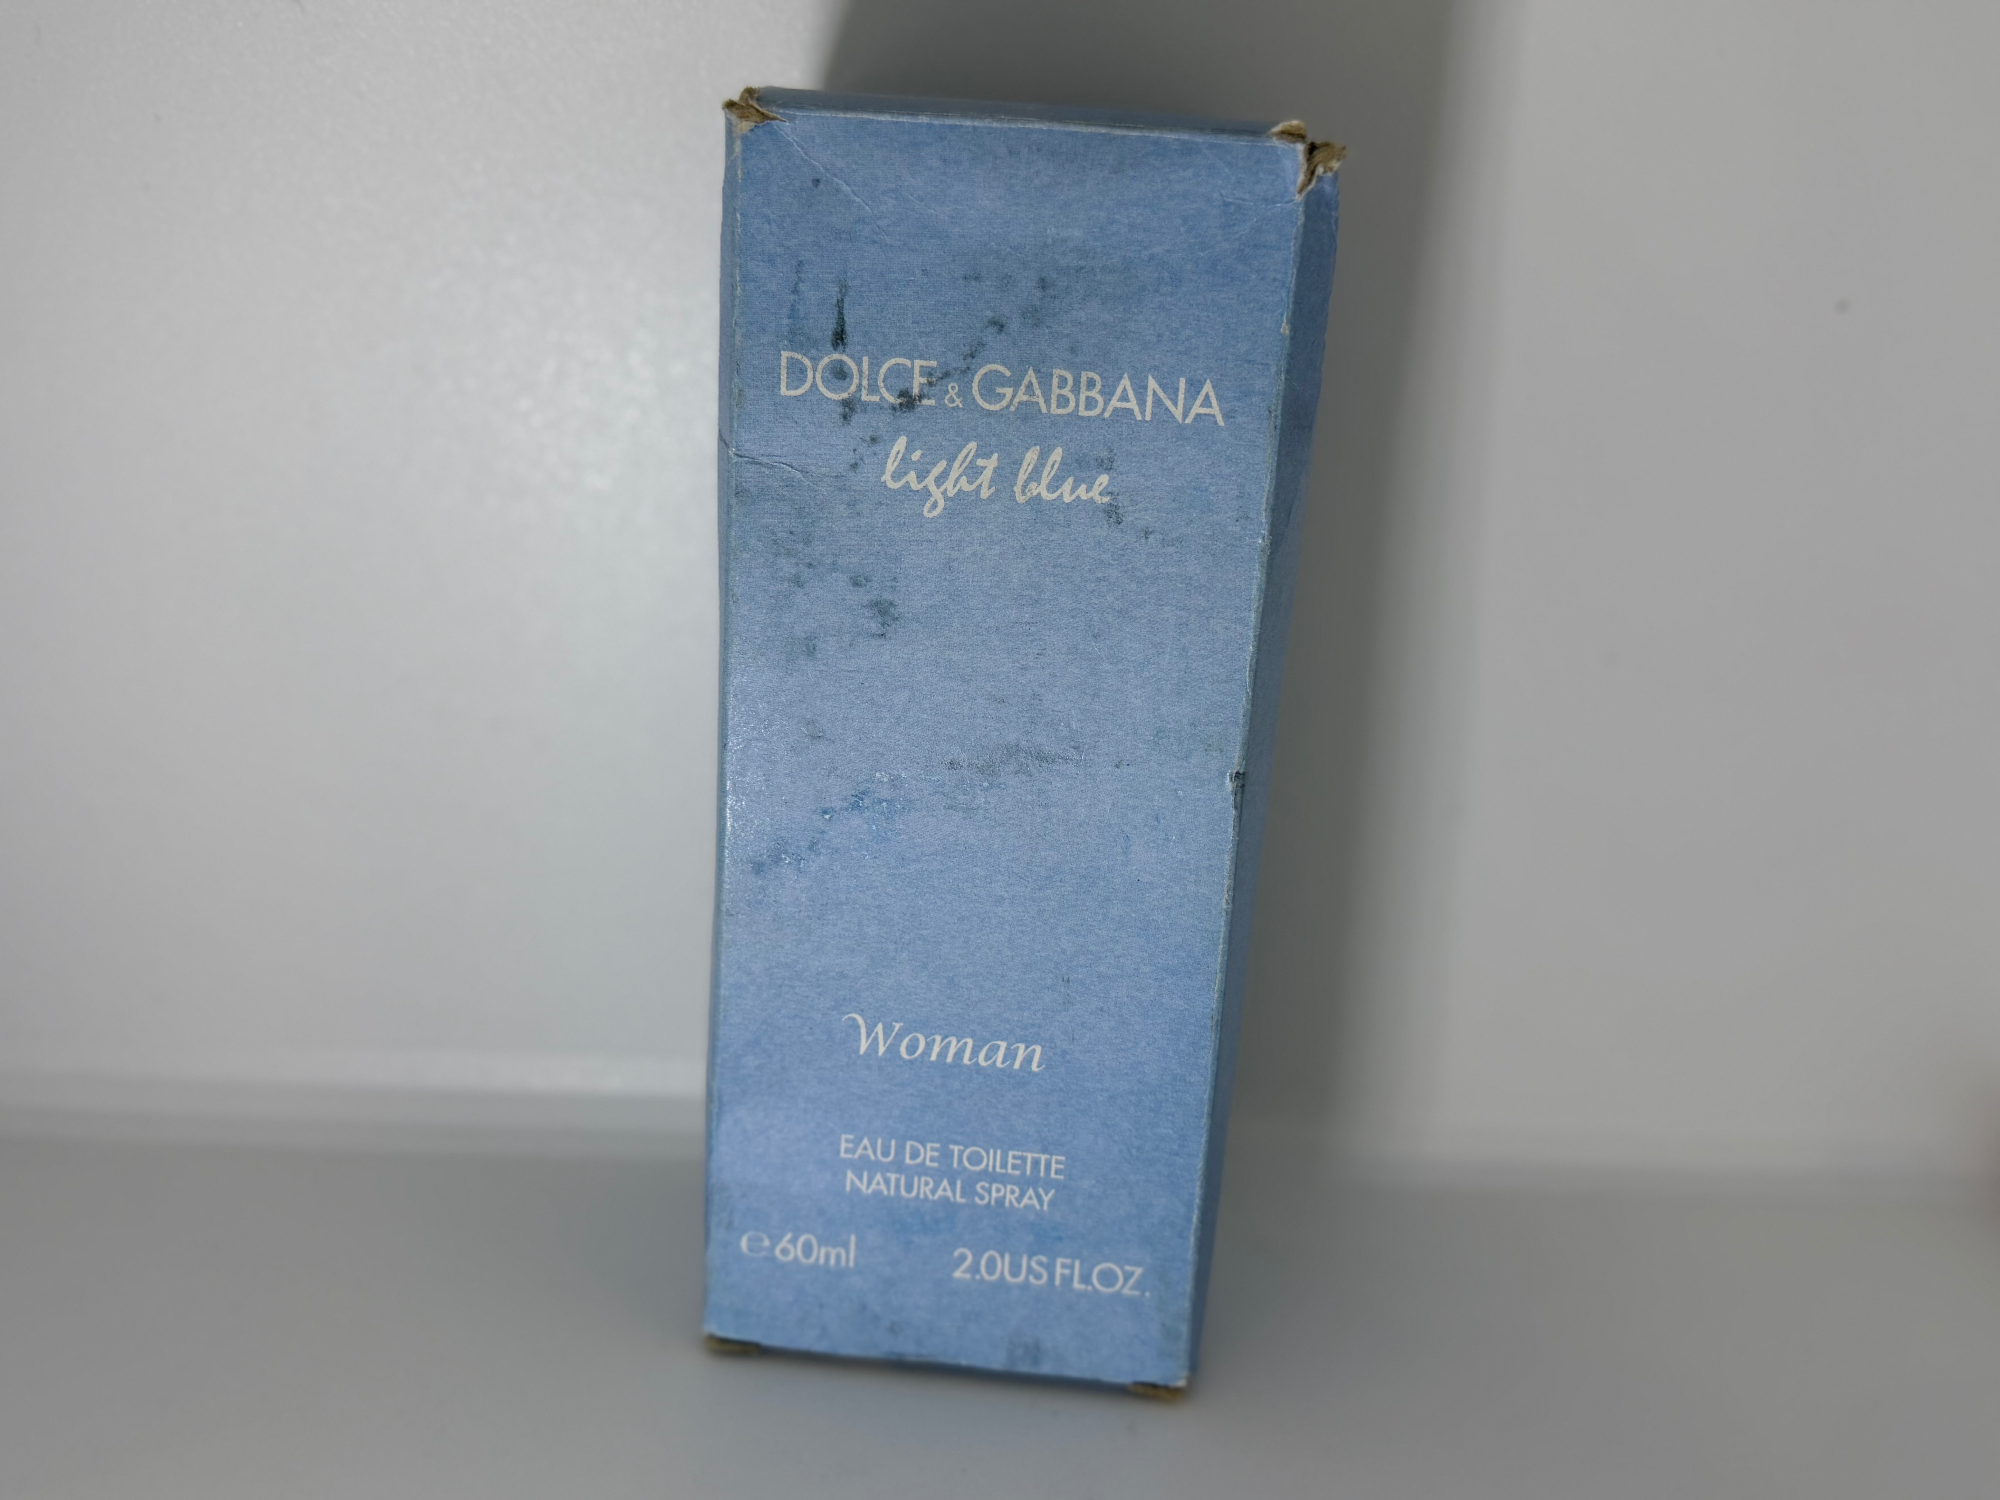 DOLCE & GABBANA
light blue
Woman
EAU DE TOILETTE
NATURAL SPRAY
℮60ml 2.0US FL.OZ.